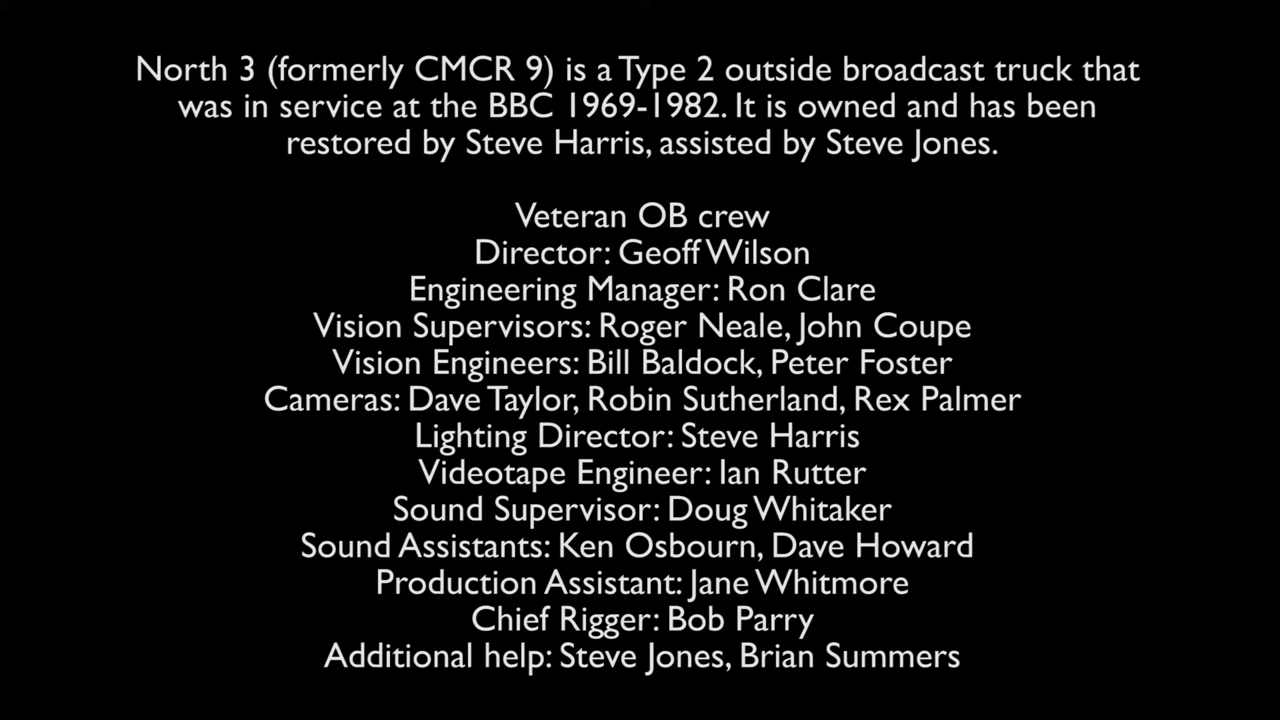 North 3 (formerly CMCR 9) is a Type 2 outside broadcast truck that
was in service at the BBC 1969-1982. It is owned and has been
restored by Steve Harris, assisted by Steve Jones.
Veteran OB crew
Director: Geoff Wilson
Engineering Manager: Ron Clare
Vision Supervisors: Roger Neale, John Coupe
Vision Engineers: Bill Baldock, Peter Foster
Cameras: Dave Taylor, Robin Sutherland, Rex Palmer
Lighting Director: Steve Harris
Videotape Engineer: Ian Rutter
Sound Supervisor: Doug Whitaker
Sound Assistants: Ken Osbourn, Dave Howard
Production Assistant: Jane Whitmore
Chief Rigger: Bob Parry
Additional help: Steve Jones, Brian Summers